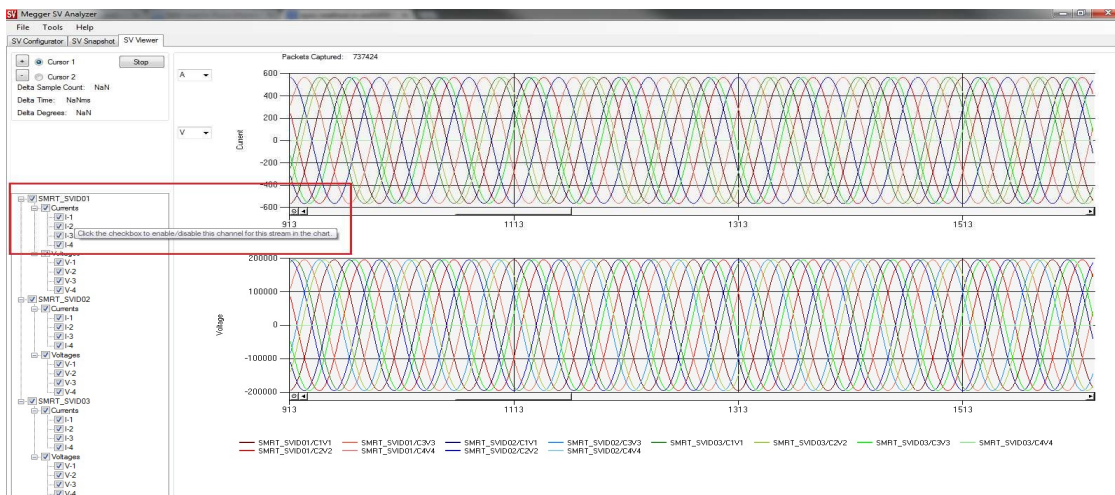 Megger SV Analyzer
File Tools Help
SV Configurator SV Snapshot SV Viewer
+ Cursor 1 Stop
- Cursor 2
Delta Sample Count: NaN
Delta Time: NaNms
Delta Degrees: NaN
A
V
Packets Captured: 737424
Current
600
400
200
0
-200
-400
-600
913 1113 1313 1513
Voltage
200000
100000
0
-100000
-200000
913 1113 1313 1513
SMRT_SVID01
Currents
I-1
I-2
I-3
I-4
Click the checkbox to enable/disable this channel for this stream in the chart.
Voltages
V-1
V-2
V-3
V-4
SMRT_SVID02
Currents
I-1
I-2
I-3
I-4
Voltages
V-1
V-2
V-3
V-4
SMRT_SVID03
Currents
I-1
I-2
I-3
I-4
Voltages
V-1
V-2
V-3
V-4
SMRT_SVID01/C1V1 SMRT_SVID01/C3V3 SMRT_SVID02/C1V1 SMRT_SVID02/C3V3 SMRT_SVID03/C1V1 SMRT_SVID03/C2V2 SMRT_SVID03/C3V3 SMRT_SVID03/C4V4
SMRT_SVID01/C2V2 SMRT_SVID01/C4V4 SMRT_SVID02/C2V2 SMRT_SVID02/C4V4